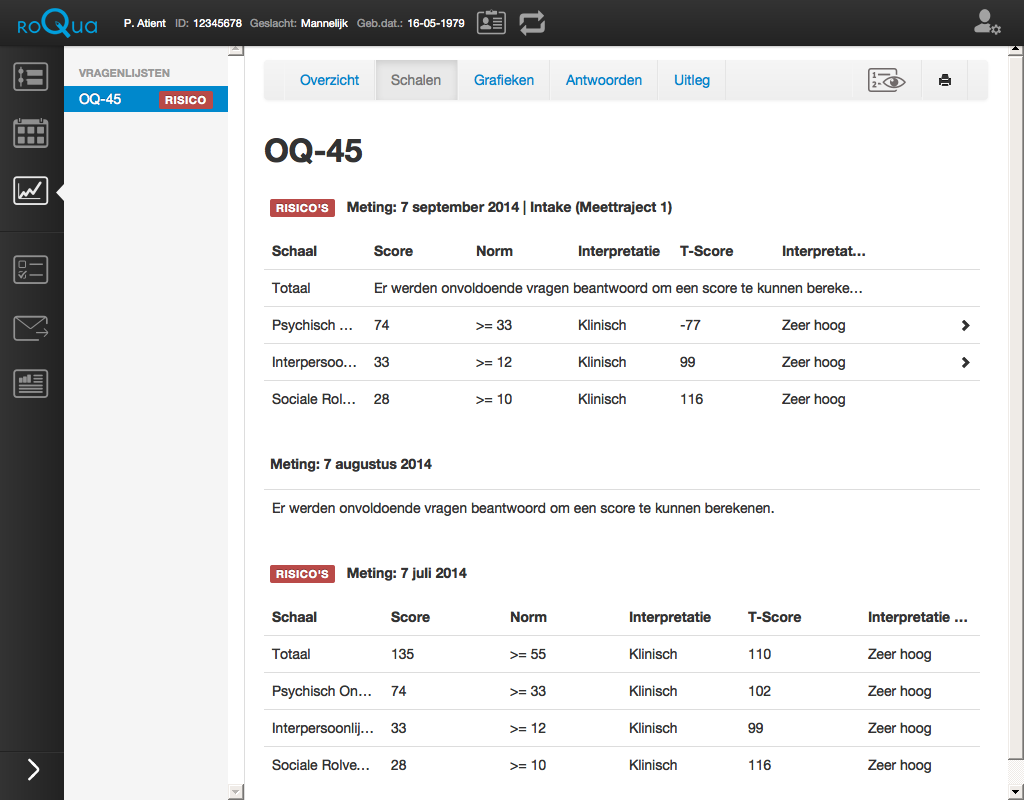 roQua P. Atient ID: 12345678 Geslacht: Mannelijk Geb.dat.: 16-05-1979
VRAGENLIJSTEN
OQ-45 RISICO
Overzicht Schalen Grafieken Antwoorden Uitleg 1- 2-
OQ-45
RISICO'S Meting: 7 september 2014 | Intake (Meettraject 1)
Schaal Score Norm Interpretatie T-Score Interpretat...
Totaal Er werden onvoldoende vragen beantwoord om een score te kunnen bereke...
Psychisch ... 74 >= 33 Klinisch -77 Zeer hoog
Interpersoo... 33 >= 12 Klinisch 99 Zeer hoog
Sociale Rol... 28 >= 10 Klinisch 116 Zeer hoog
Meting: 7 augustus 2014
Er werden onvoldoende vragen beantwoord om een score te kunnen berekenen.
RISICO'S Meting: 7 juli 2014
Schaal Score Norm Interpretatie T-Score Interpretatie ...
Totaal 135 >= 55 Klinisch 110 Zeer hoog
Psychisch On... 74 >= 33 Klinisch 102 Zeer hoog
Interpersoonlij... 33 >= 12 Klinisch 99 Zeer hoog
Sociale Rolve... 28 >= 10 Klinisch 116 Zeer hoog